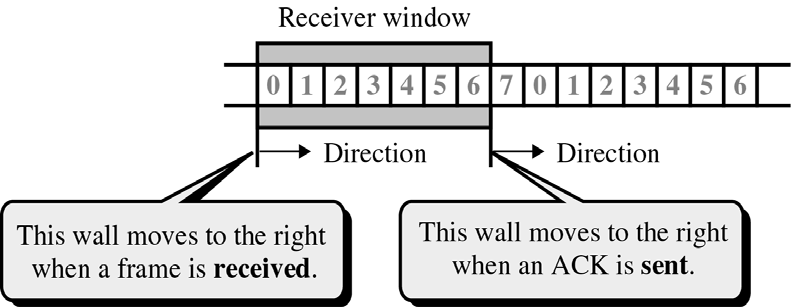 Receiver window
0 1 2 3 4 5 6 7 0 1 2 3 4 5 6
Direction
Direction
This wall moves to the right
when a frame is received.
This wall moves to the right
when an ACK is sent.